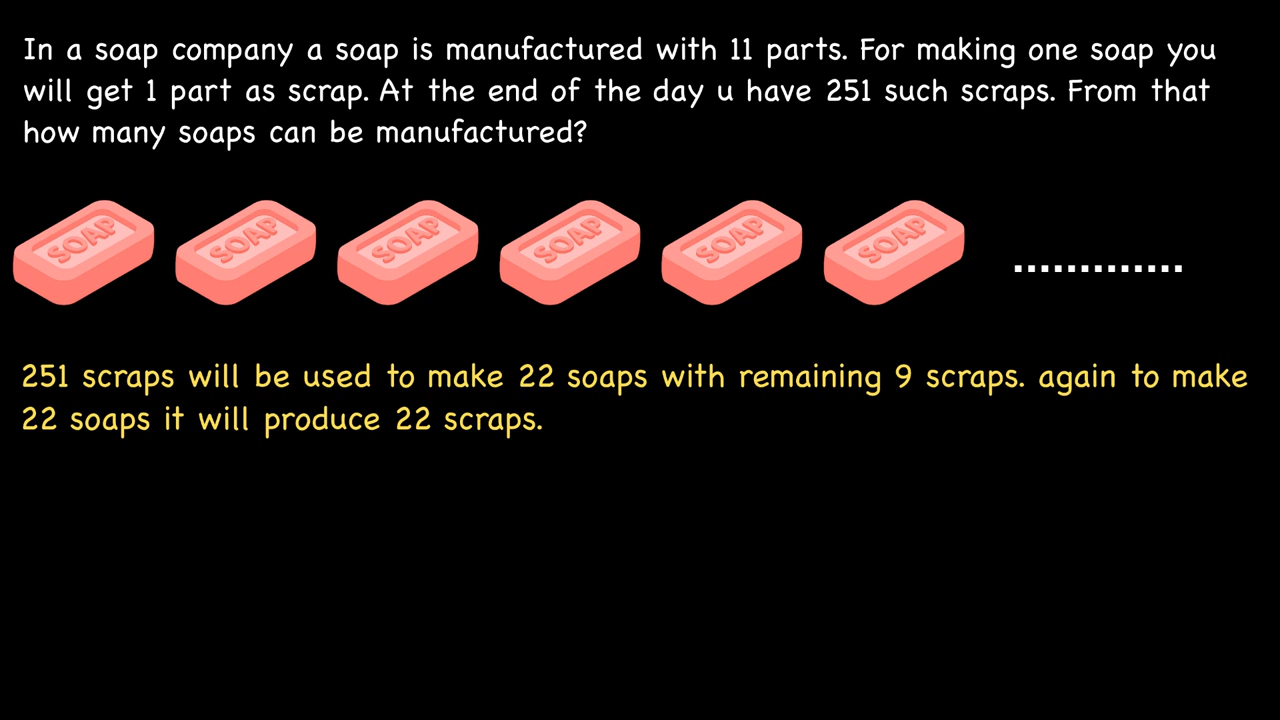 In a soap company a soap is manufactured with 11 parts. For making one soap you
will get 1 part as scrap. At the end of the day u have 251 such scraps. From that
how many soaps can be manufactured?
SOAP SOAP SOAP SOAP SOAP SOAP .............
251 scraps will be used to make 22 soaps with remaining 9 scraps. again to make
22 soaps it will produce 22 scraps.